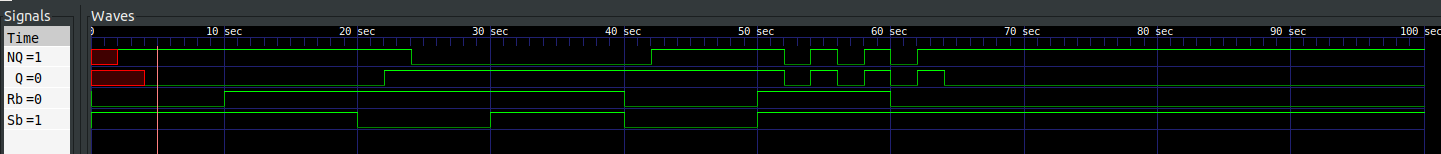 Signals
Waves
Time
0 10 sec 20 sec 30 sec 40 sec 50 sec 60 sec 70 sec 80 sec 90 sec 100 sec
NQ=1
Q=0
Rb=0
Sb=1